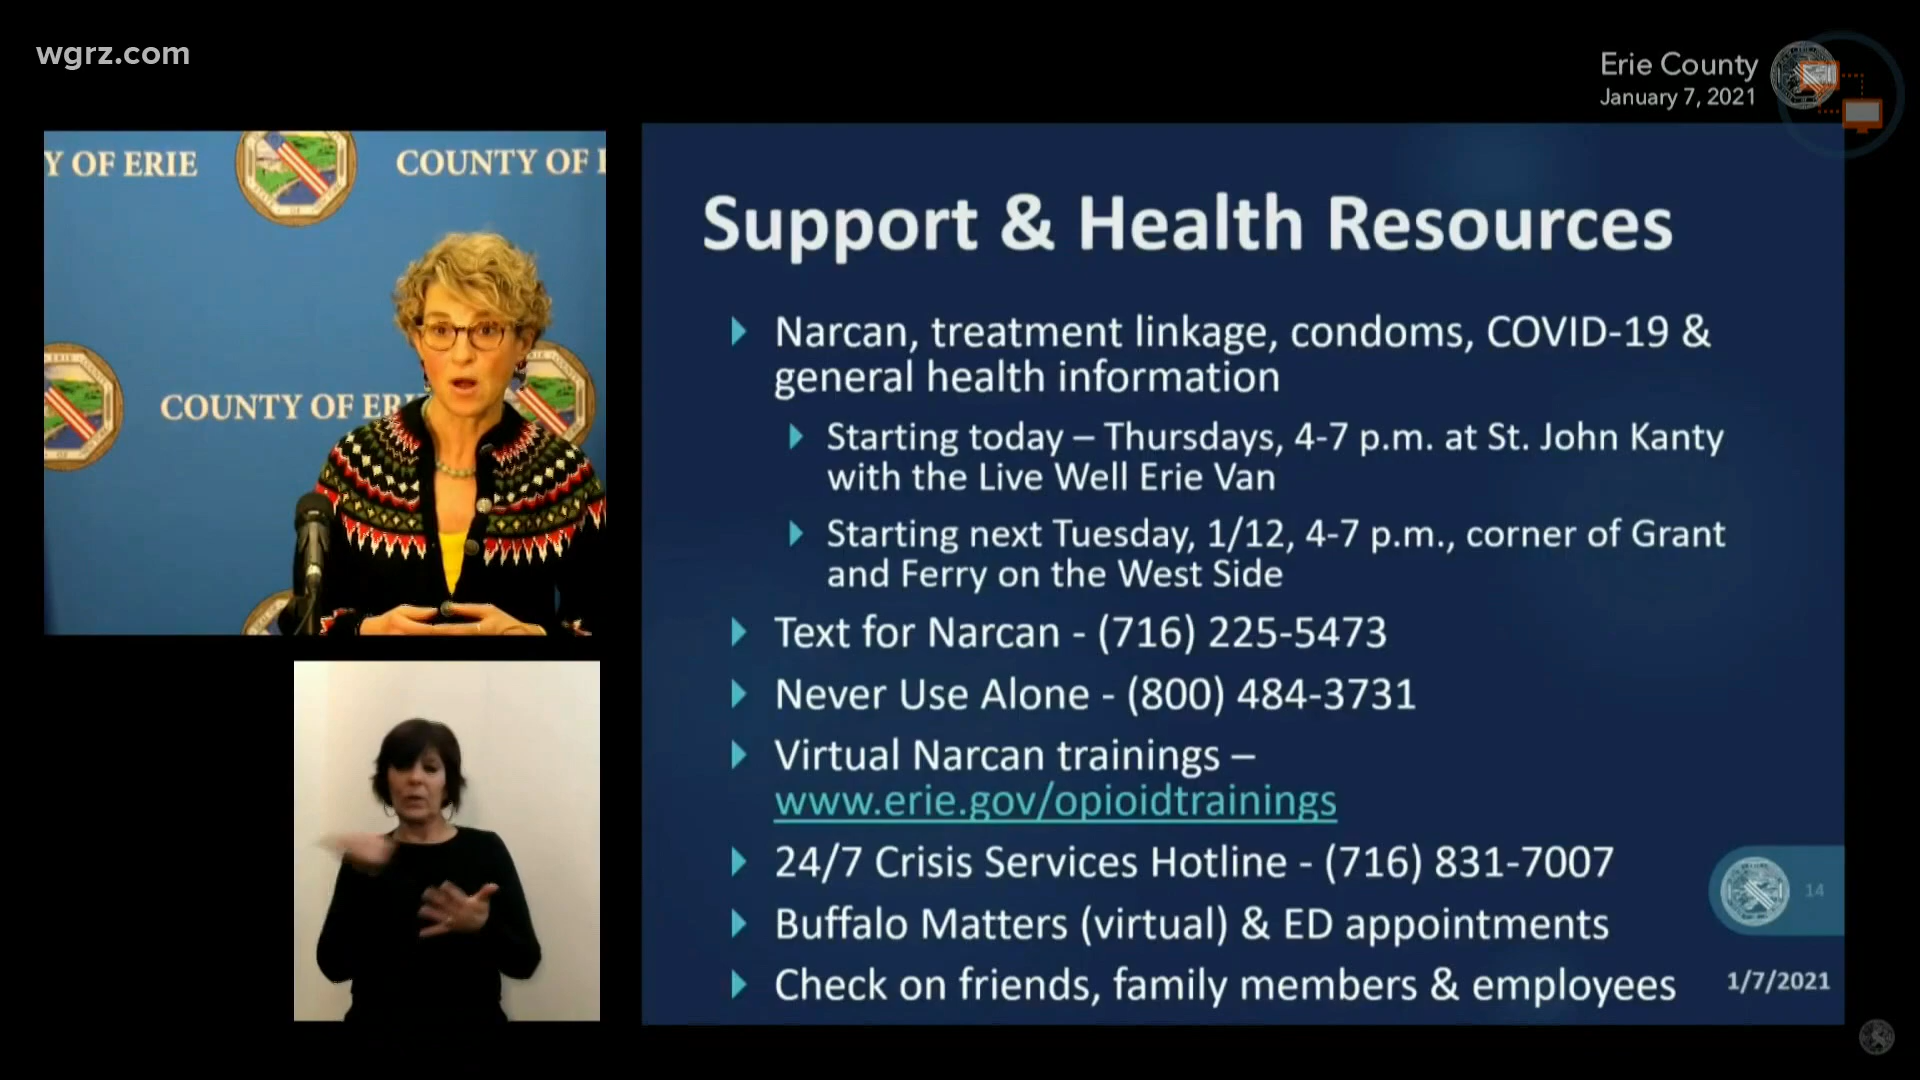 wgrz.com
Erie County
January 7, 2021
Y OF ERIE
COUNTY OF
COUNTY OF ER
Support & Health Resources
Narcan, treatment linkage, condoms, COVID-19 &
general health information
Starting today – Thursdays, 4-7 p.m. at St. John Kanty
with the Live Well Erie Van
Starting next Tuesday, 1/12, 4-7 p.m., corner of Grant
and Ferry on the West Side
Text for Narcan - (716) 225-5473
Never Use Alone - (800) 484-3731
Virtual Narcan trainings –
www.erie.gov/opioidtrainings
24/7 Crisis Services Hotline - (716) 831-7007
Buffalo Matters (virtual) & ED appointments
14
Check on friends, family members & employees
1/7/2021